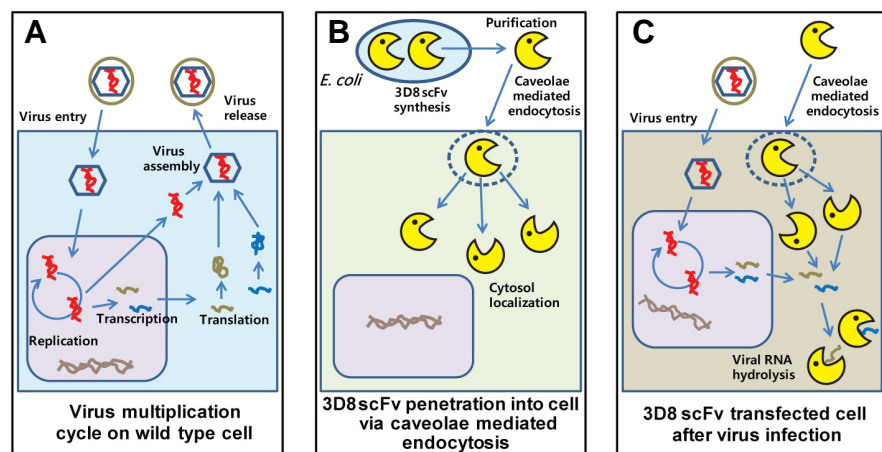 A
Virus entry
Virus
release
Virus
assembly
Transcription
Translation
Replication
Virus multiplication
cycle on wild type cell
B
Purification
E. coli
3D8 scFv
synthesis
Caveolae
mediated
endocytosis
Cytosol
localization
3D8 scFv penetration into cell
via caveolae mediated
endocytosis
C
Caveolae
mediated
endocytosis
Virus entry
Viral RNA
hydrolysis
3D8 scFv transfected cell
after virus infection